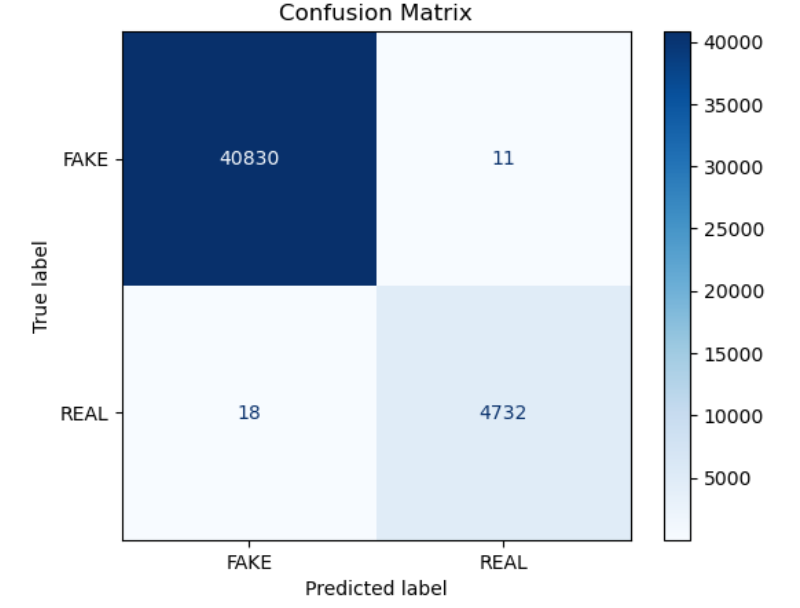 Confusion Matrix
FAKE
40830
11
REAL
18
4732
FAKE
REAL
True label
Predicted label
40000
35000
30000
25000
20000
15000
10000
5000